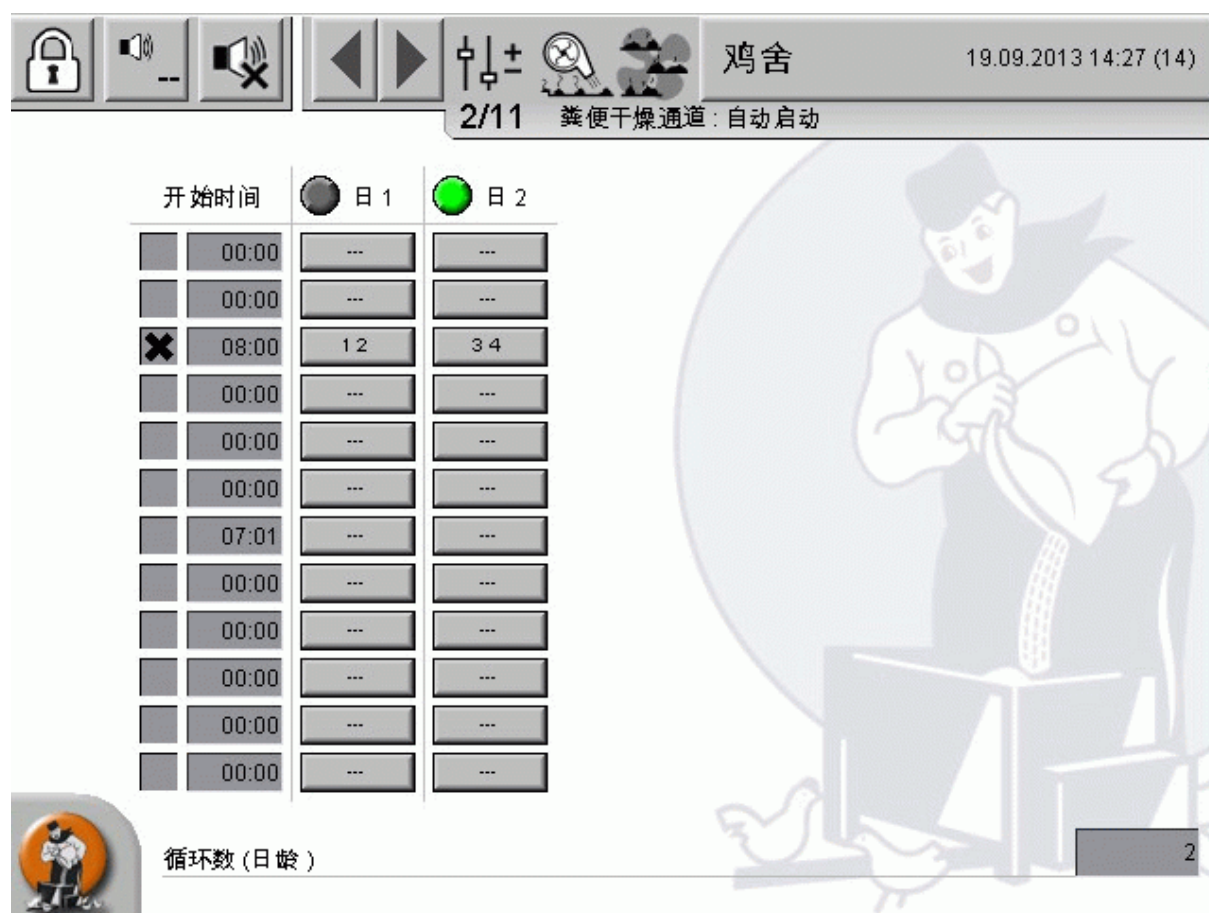 --
鸡舍 19.09.2013 14:27 (14)
2/11 粪便干燥通道 : 自动启动
开始时间 日 1 日 2
00:00 --- ---
00:00 --- ---
08:00 1 2 3 4
00:00 --- ---
00:00 --- ---
00:00 --- ---
07:01 --- ---
00:00 --- ---
00:00 --- ---
00:00 --- ---
00:00 --- ---
00:00 --- ---
循环数 (日龄) 2